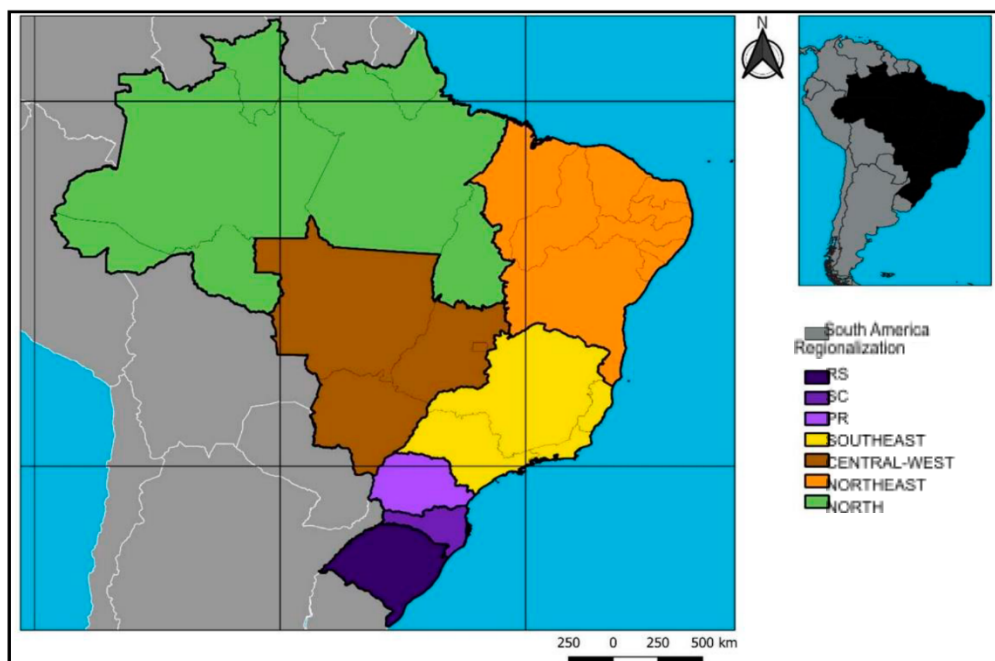 N
South America
Regionalization
RS
SC
PR
SOUTHEAST
CENTRAL-WEST
NORTHEAST
NORTH
250 0 250 500 km